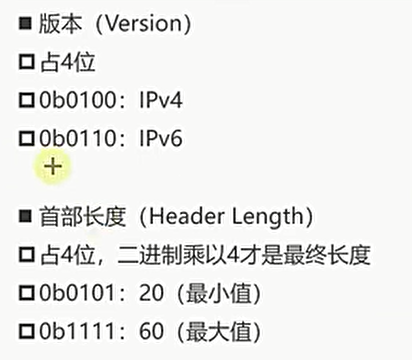 ■ 版本（Version）
□ 占4位
□ 0b0100：IPv4
□ 0b0110：IPv6
■ 首部长度（Header Length）
□ 占4位，二进制乘以4才是最终长度
□ 0b0101：20（最小值）
□ 0b1111：60（最大值）